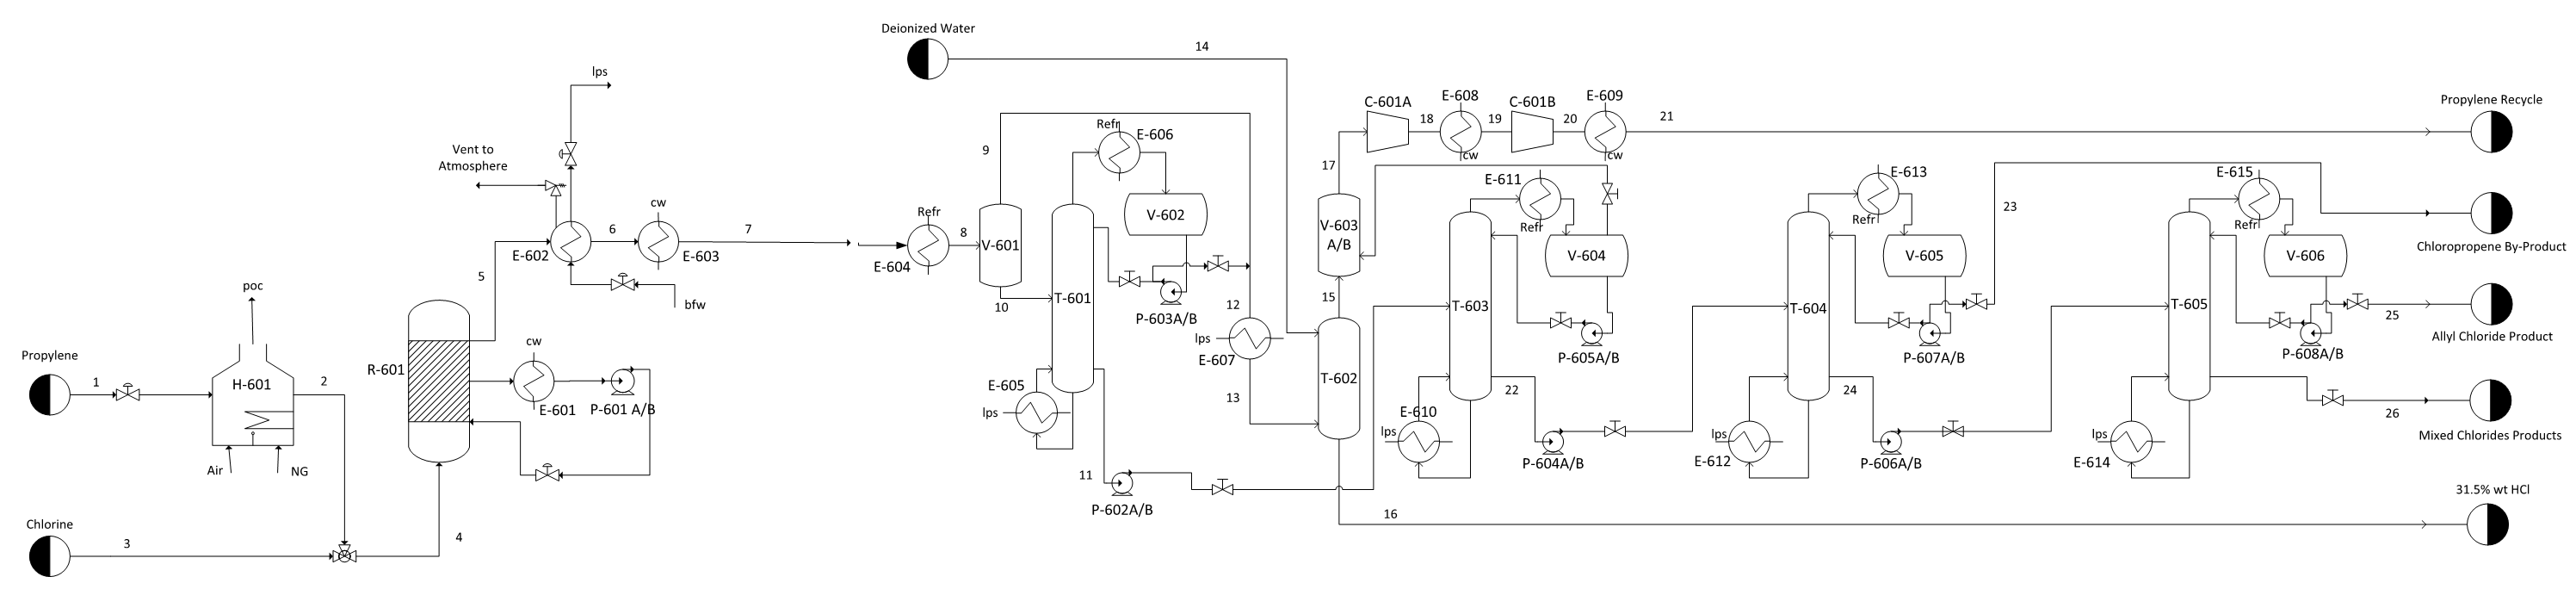 Deionized Water
14
lps
Vent to
Atmosphere
C-601A
E-608
C-601B
E-609
18
19
20
21
cw
cw
Propylene Recycle
9
Refr
E-606
17
E-611
Refr
E-613
Refr
E-615
Refr
23
cw
6
7
E-602
E-603
bfw
5
Refr
8
E-604
V-601
10
V-602
T-601
P-603A/B
12
V-603
A/B
15
V-604
T-603
P-605A/B
V-605
T-604
P-607A/B
V-606
T-605
P-608A/B
Chloropropene By-Product
25
Allyl Chloride Product
poc
Propylene
1
H-601
2
Air
NG
R-601
cw
E-601
P-601 A/B
E-605
lps
11
P-602A/B
lps
E-607
13
T-602
E-610
lps
22
P-604A/B
lps
E-612
24
P-606A/B
lps
E-614
26
Mixed Chlorides Products
Chlorine
3
4
16
31.5% wt HCl